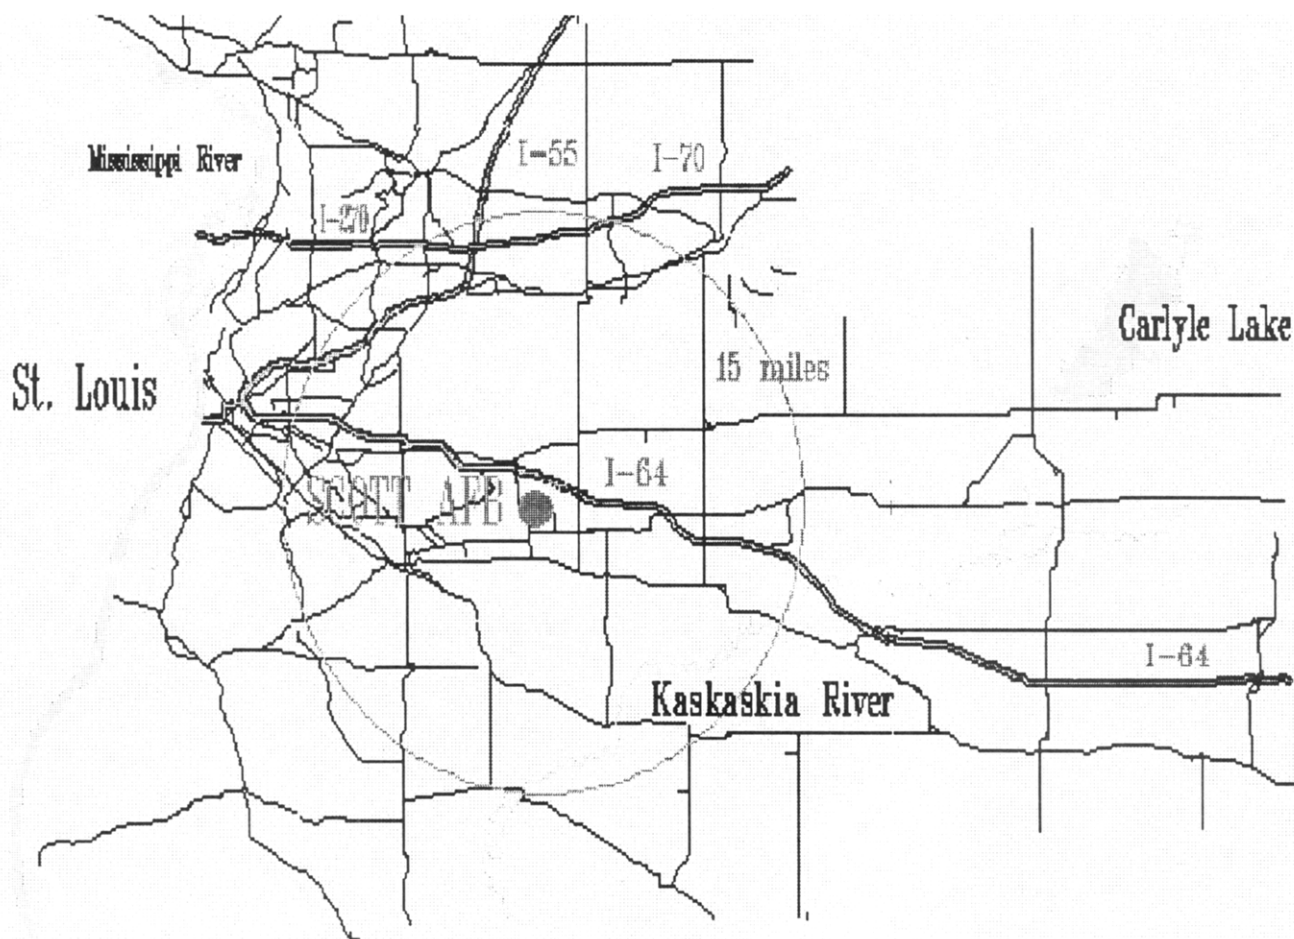 Mississippi River
I-55
I-70
I-270
Carlyle Lake
St. Louis
15 miles
I-64
SCOTT AFB
I-64
Kaskaskia River